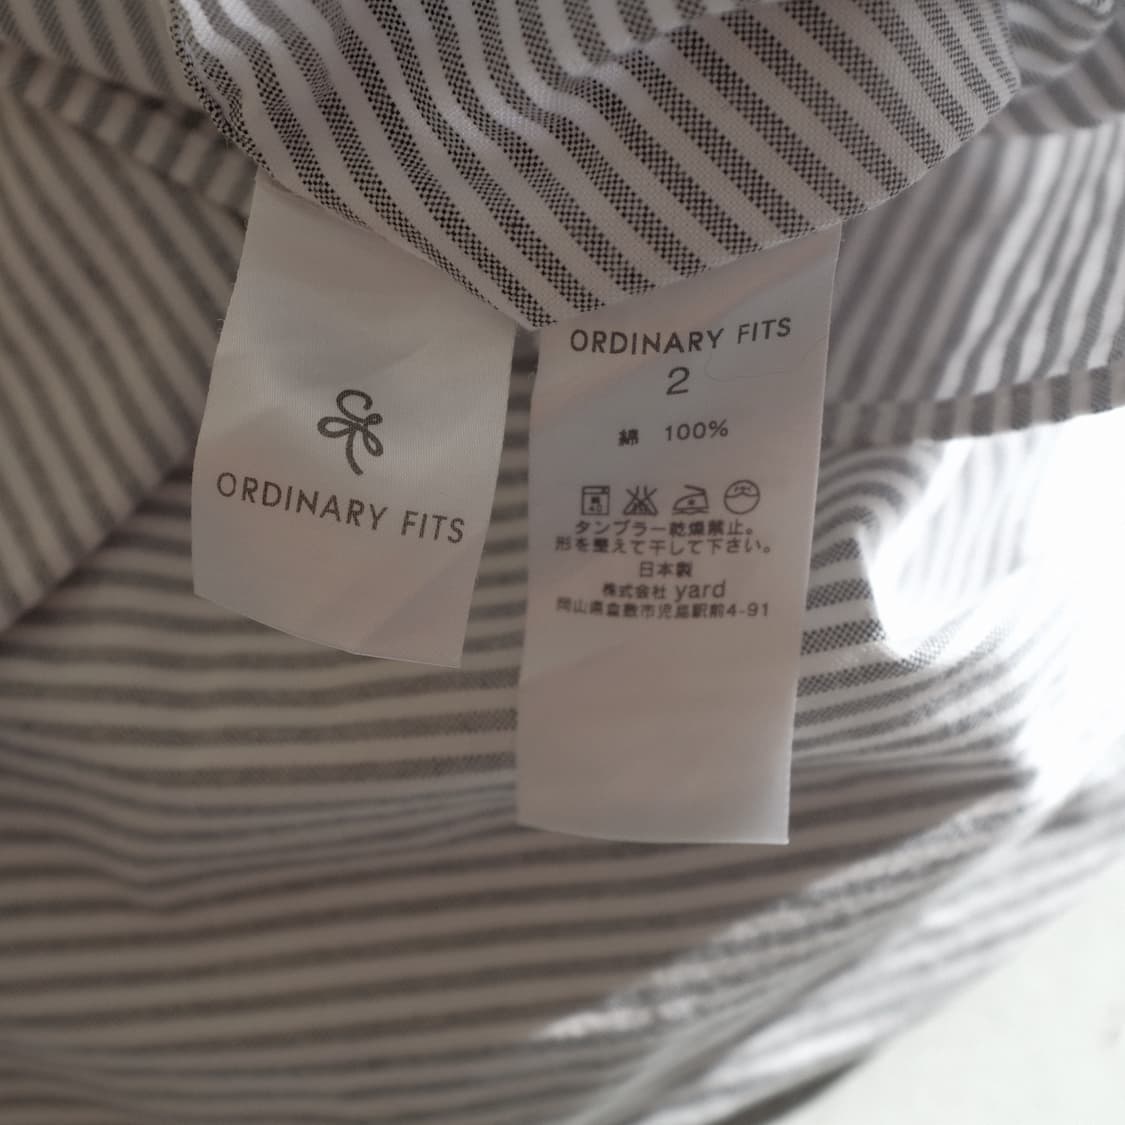 ORDINARY FITS
ORDINARY FITS
2
綿 100%
タンブラー乾燥禁止。
形を整えて干して下さい。
日本製
株式会社 yard
岡山県倉敷市児島駅前4-91